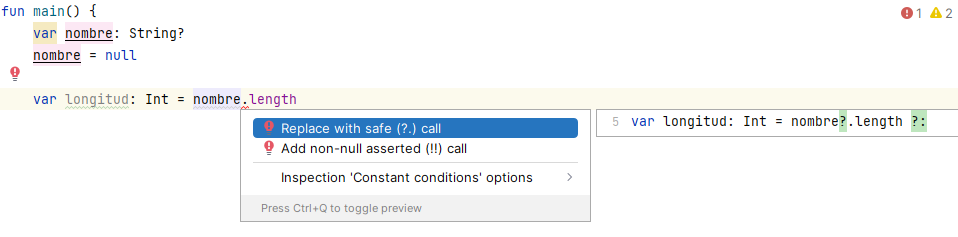 fun main() {
1 2
var nombre: String?
nombre = null
var longitud: Int = nombre.length
Replace with safe (?.) call
5 var longitud: Int = nombre?.length ?:
Add non-null asserted (!!) call
Inspection 'Constant conditions' options
Press Ctrl+Q to toggle preview